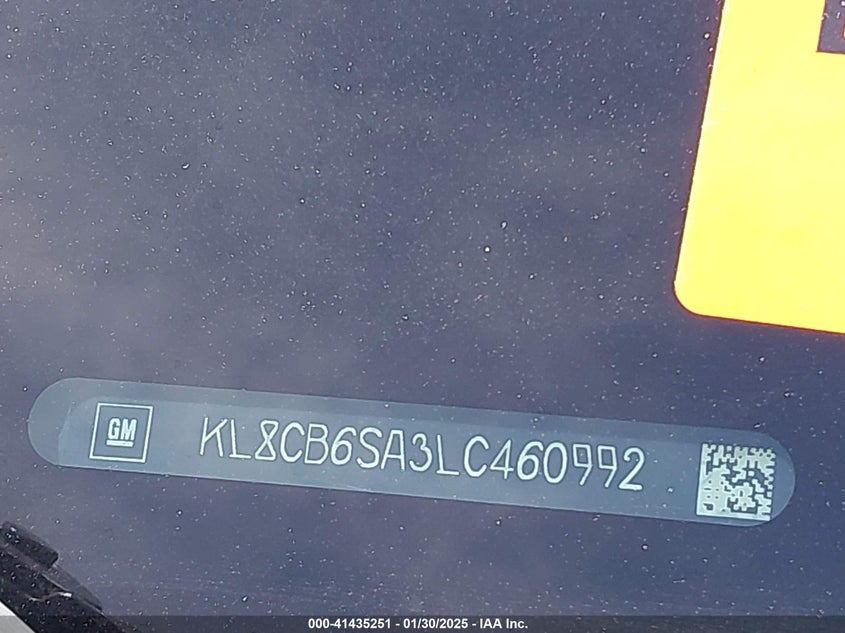 GM KL8CB6SA3LC460992
000-41435251 - 01/30/2025 - IAA Inc.